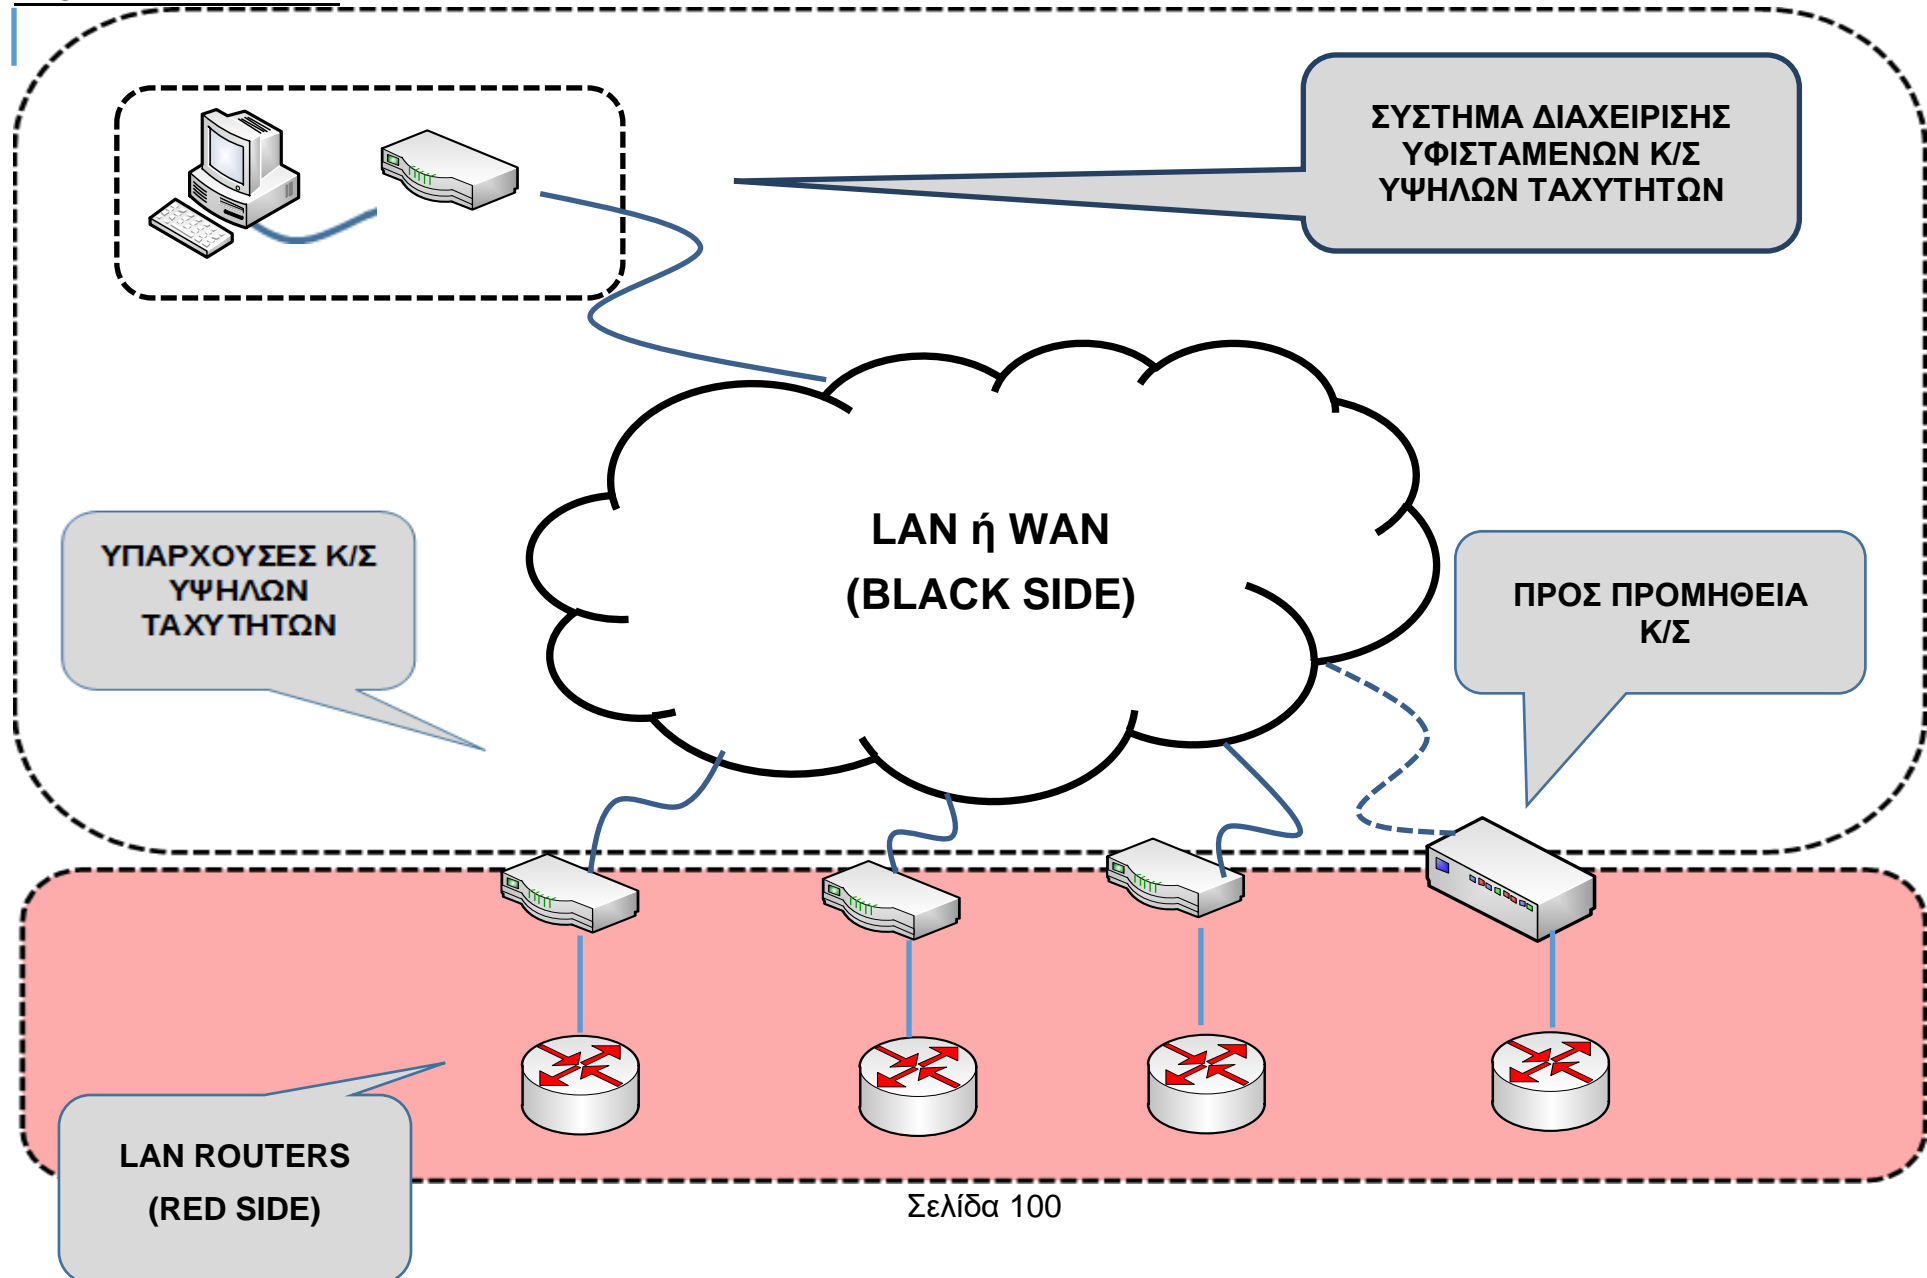 ΣΥΣΤΗΜΑ ΔΙΑΧΕΙΡΙΣΗΣ
ΥΦΙΣΤΑΜΕΝΩΝ Κ/Σ
ΥΨΗΛΩΝ ΤΑΧΥΤΗΤΩΝ
LAN ή WAN
(BLACK SIDE)
ΥΠΑΡΧΟΥΣΕΣ Κ/Σ
ΥΨΗΛΩΝ
ΤΑΧΥΤΗΤΩΝ
ΠΡΟΣ ΠΡΟΜΗΘΕΙΑ
Κ/Σ
LAN ROUTERS
(RED SIDE)
Σελίδα 100